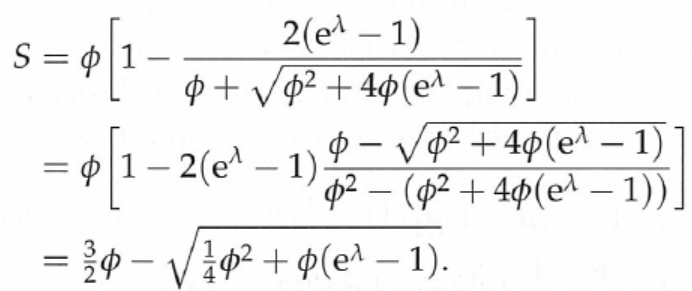 S = ϕ[1 − 2(e^λ − 1) / (ϕ + √(ϕ² + 4ϕ(e^λ − 1)))]
= ϕ[1 − 2(e^λ − 1) (ϕ − √(ϕ² + 4ϕ(e^λ − 1))) / (ϕ² − (ϕ² + 4ϕ(e^λ − 1)))]
= 3/2 ϕ − √(1/4 ϕ² + ϕ(e^λ − 1)).